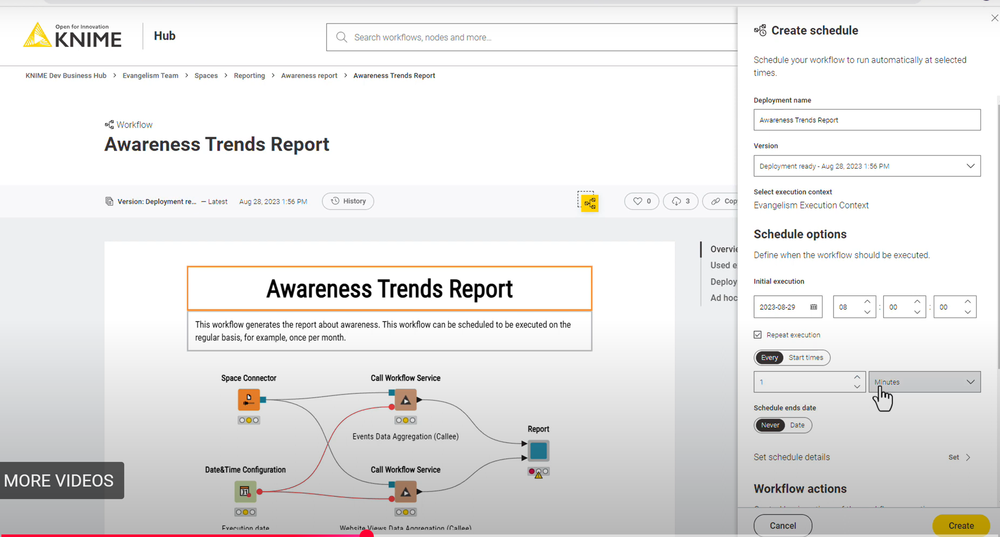 Open for Innovation
KNIME
Hub
Search workflows, nodes and more...
KNIME Dev Business Hub > Evangelism Team > Spaces > Reporting > Awareness report > Awareness Trends Report
Workflow
Awareness Trends Report
Version: Deployment re... — Latest Aug 28, 2023 1:56 PM History
0
3
Cop
Overvie
Used e
Deploy
Ad hoc
Awareness Trends Report
This workflow generates the report about awareness. This workflow can be scheduled to be executed on the
regular basis, for example, once per month.
Space Connector
Call Workflow Service
Events Data Aggregation (Callee)
Report
Date&Time Configuration
Call Workflow Service
31
Execution date
Website Views Data Aggregation (Callee)
MORE VIDEOS
Create schedule
Schedule your workflow to run automatically at selected
times.
Deployment name
Awareness Trends Report
Version
Deployment ready - Aug 28, 2023 1:56 PM
Select execution context
Evangelism Execution Context
Schedule options
Define when the workflow should be executed.
Initial execution
2023-08-29 08 : 00 : 00
Repeat execution
Every Start times
1 Minutes
Schedule ends date
Never Date
Set schedule details Set >
Workflow actions
Cancel Create